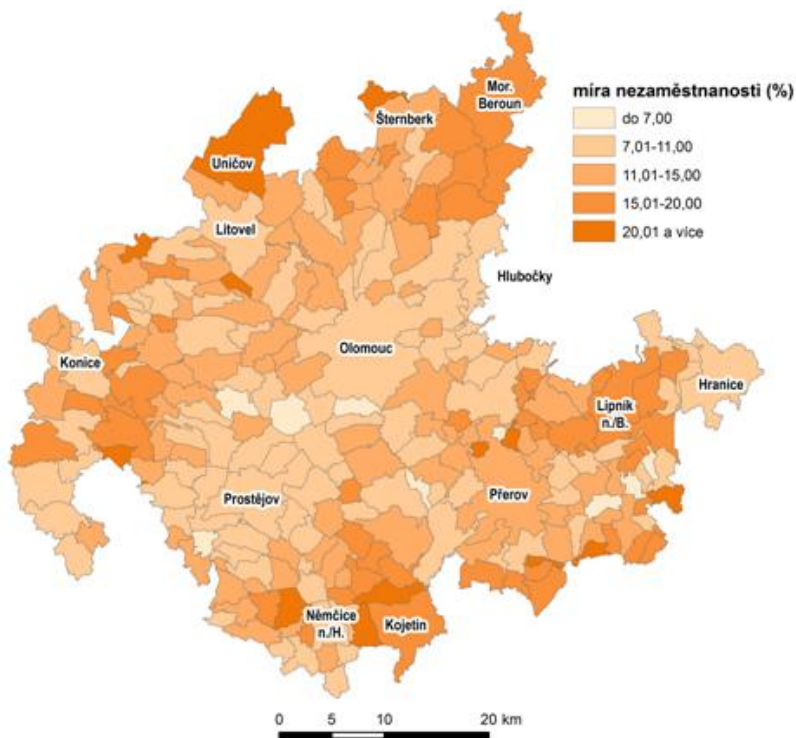 Mor.
Beroun
míra nezaměstnanosti (%)
do 7,00
7,01-11,00
11,01-15,00
15,01-20,00
20,01 a více
Šternberk
Uničov
Litovel
Hlubočky
Olomouc
Konice
Hranice
Lipník
n./B.
Prostějov
Přerov
Němčice
n./H.
Kojetín
0 5 10 20 km